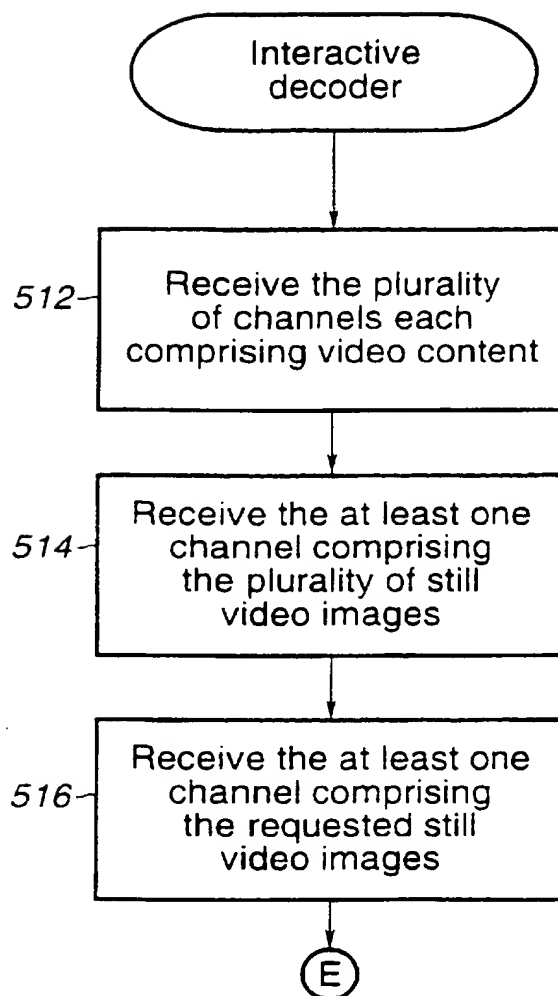 Interactive
decoder
512
Receive the plurality
of channels each
comprising video content
514
Receive the at least one
channel comprising
the plurality of still
video images
516
Receive the at least one
channel comprising
the requested still
video images
E